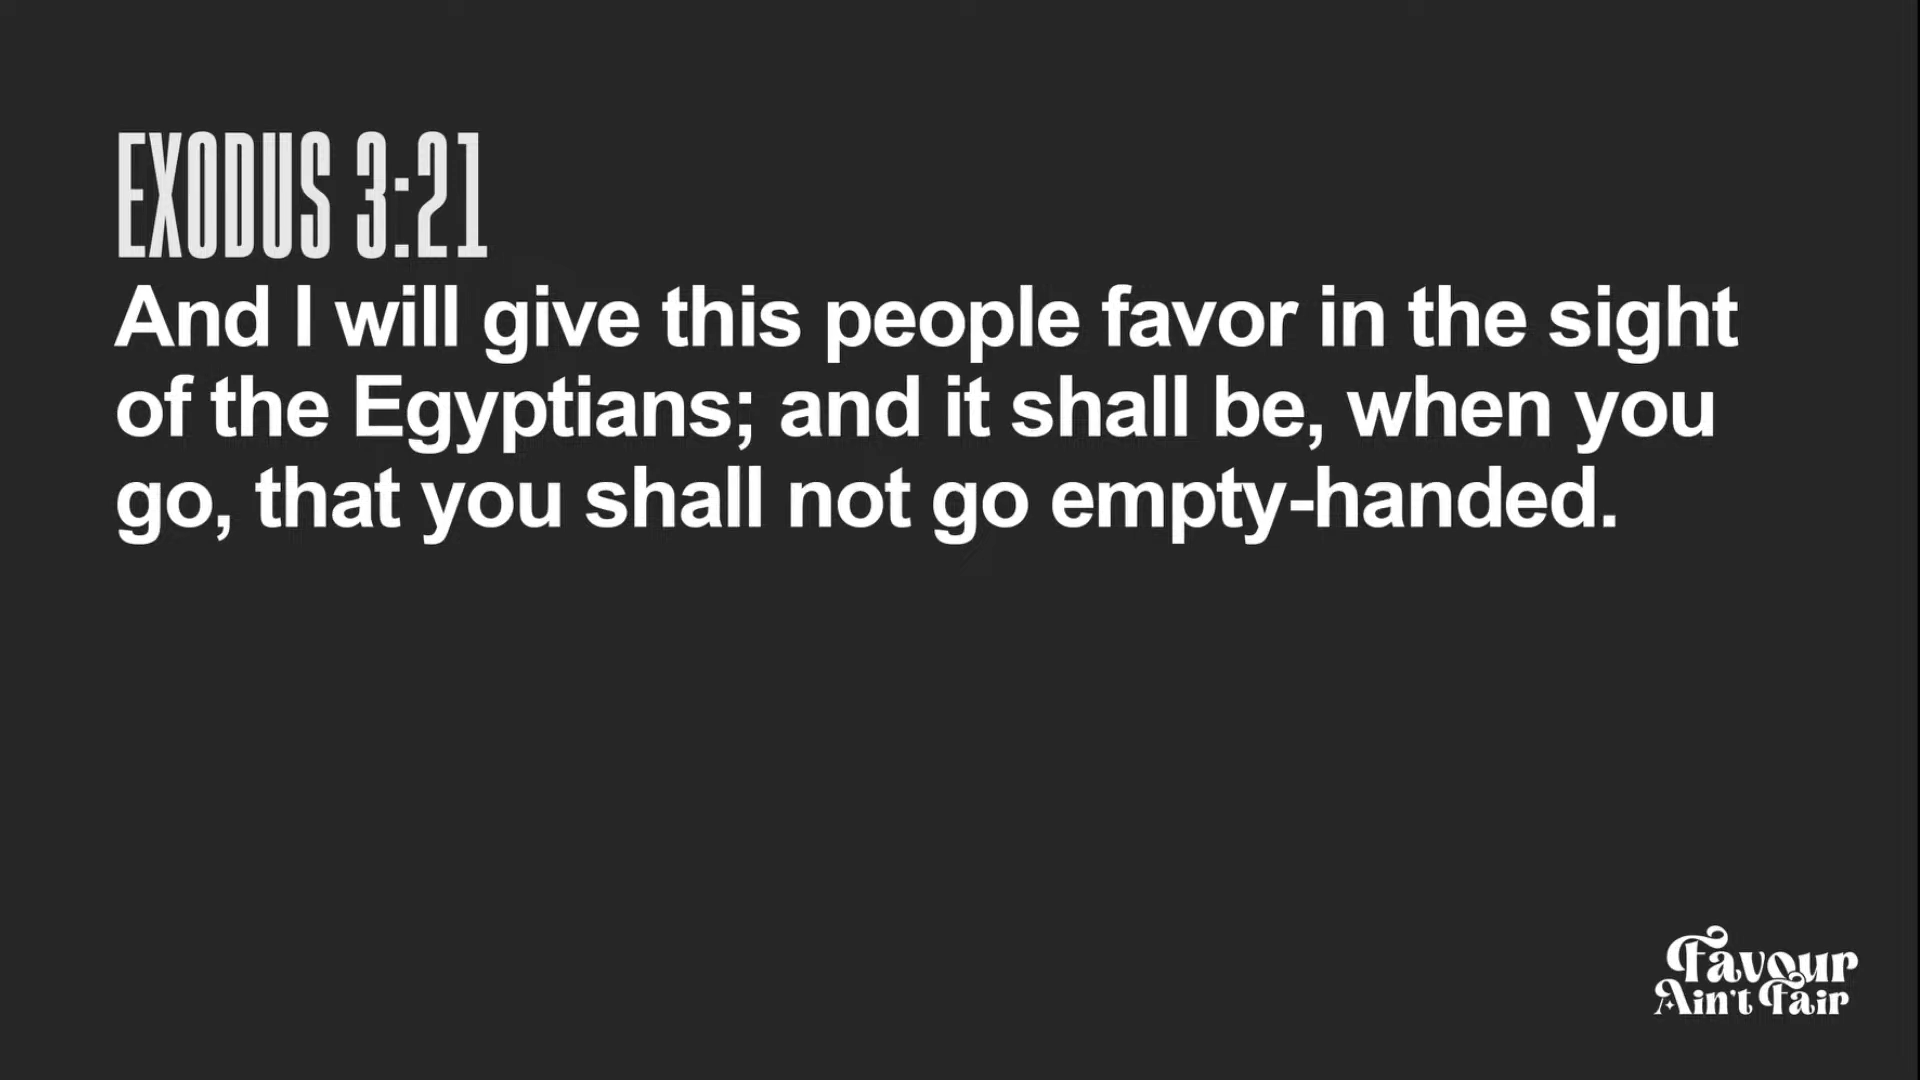 EXODUS 3:21
And I will give this people favor in the sight
of the Egyptians; and it shall be, when you
go, that you shall not go empty-handed.
Favour
Ain't Fair